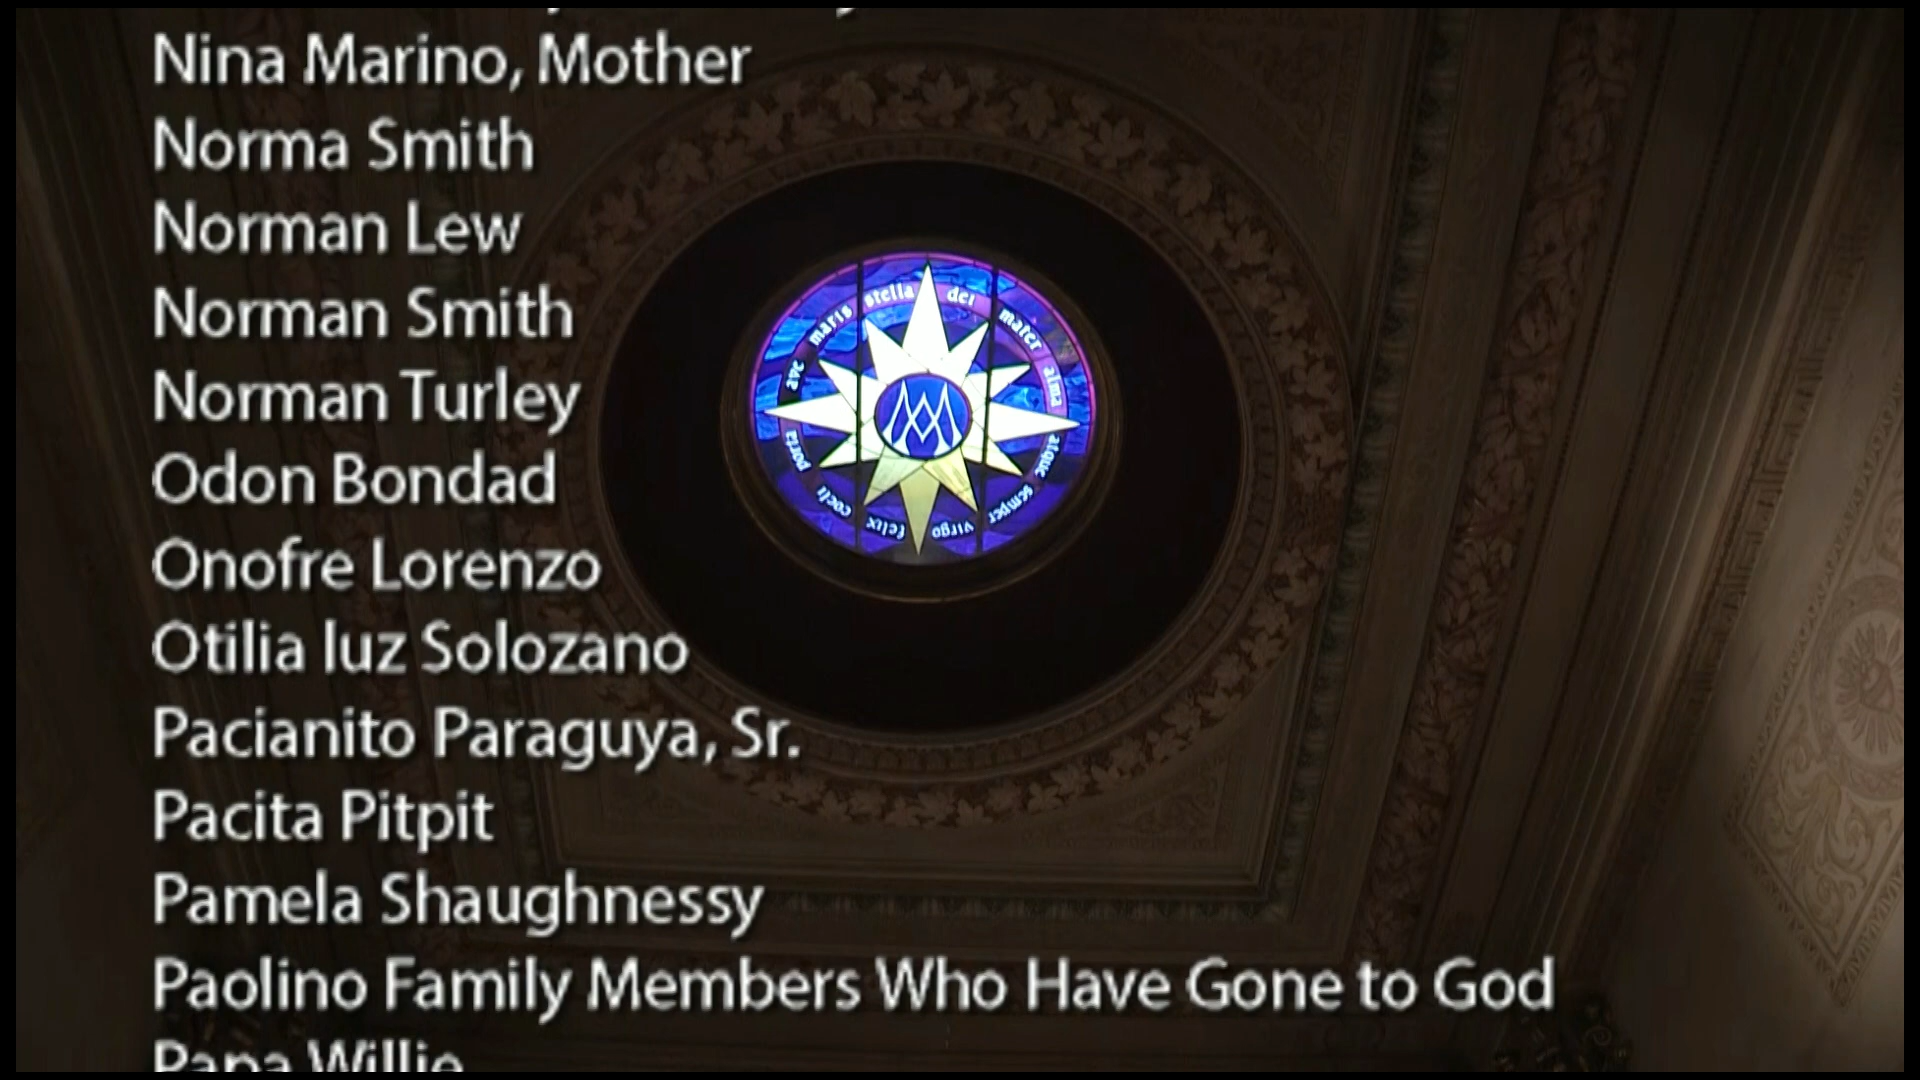 Nina Marino, Mother
Norma Smith
Norman Lew
Norman Smith
Norman Turley
Odon Bondad
Onofre Lorenzo
Otilia luz Solozano
Pacianito Paraguya, Sr.
Pacita Pitpit
Pamela Shaughnessy
Paolino Family Members Who Have Gone to God
Papa Willie
ave maris stella dei mater alma atque semper virgo felix coeli porta